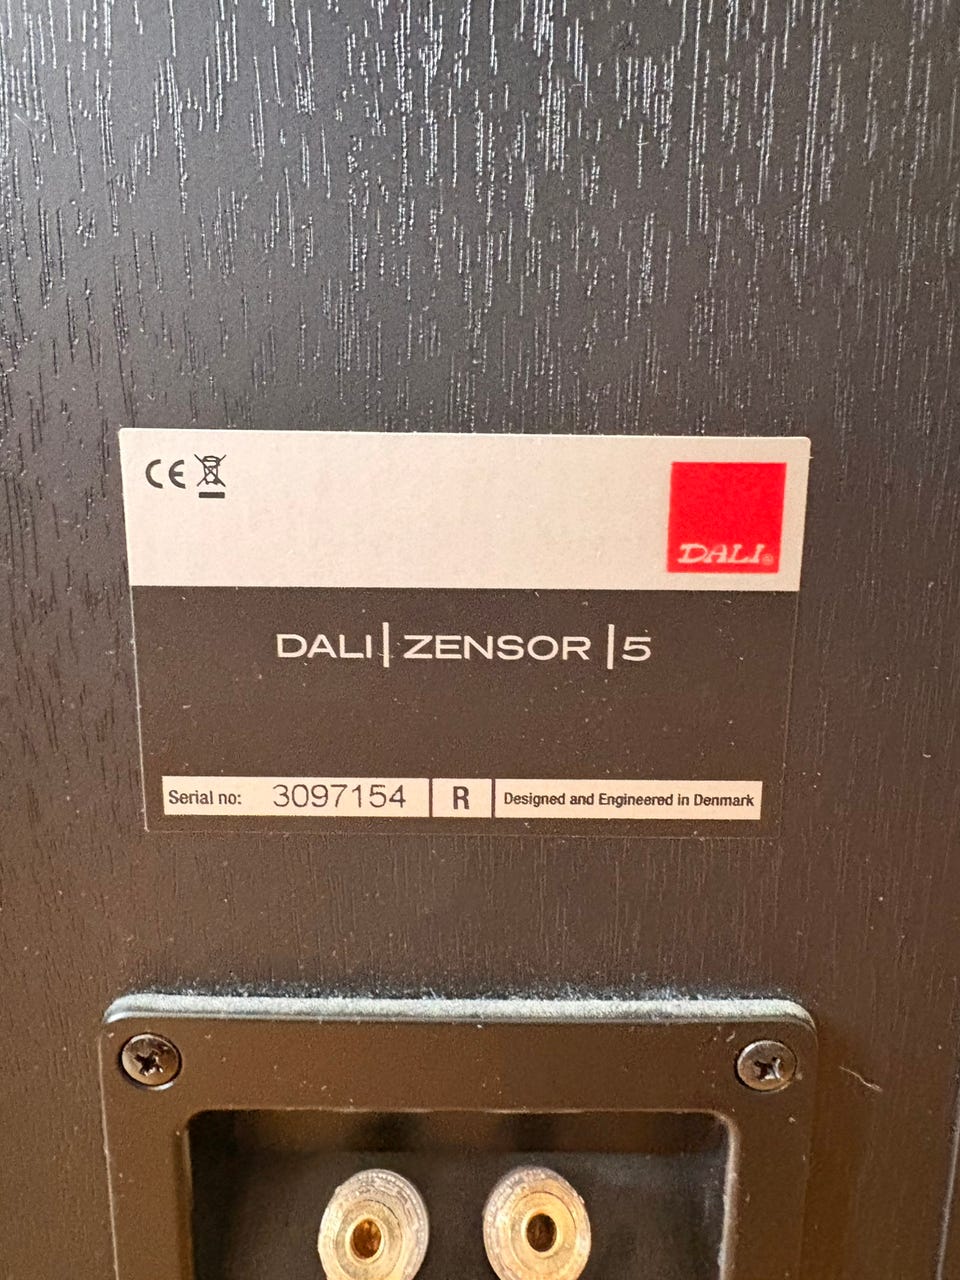 CE
DALI®
DALI|ZENSOR|5
Serial no: 3097154 R Designed and Engineered in Denmark